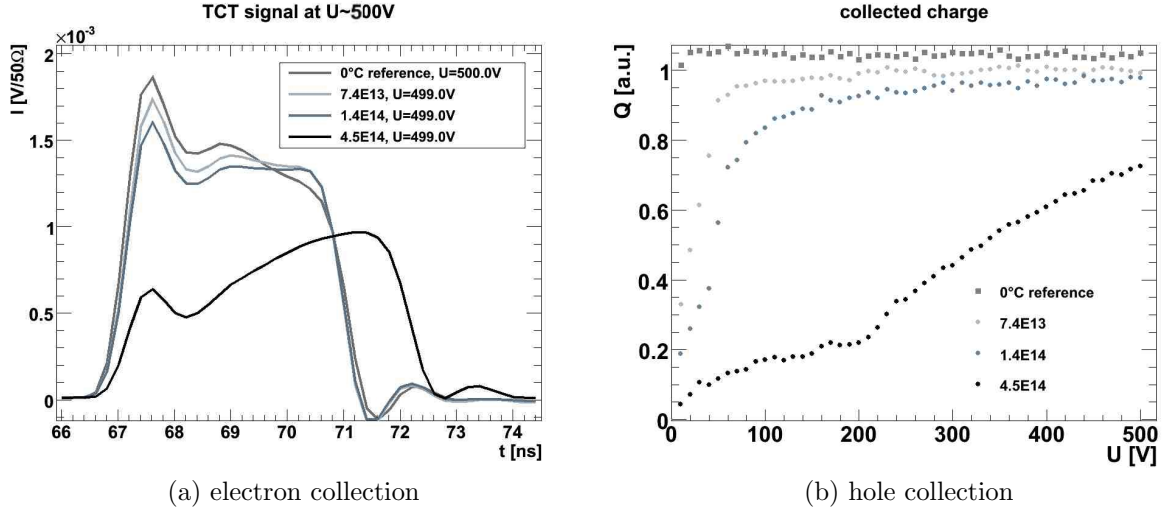 TCT signal at U~500V
I [V/50Ω]
×10⁻³
2
1.5
1
0.5
0
0°C reference, U=500.0V
7.4E13, U=499.0V
1.4E14, U=499.0V
4.5E14, U=499.0V
66 67 68 69 70 71 72 73 74
t [ns]
(a) electron collection
collected charge
Q [a.u.]
1
0.8
0.6
0.4
0.2
0
0°C reference
7.4E13
1.4E14
4.5E14
0 100 200 300 400 500
U [V]
(b) hole collection